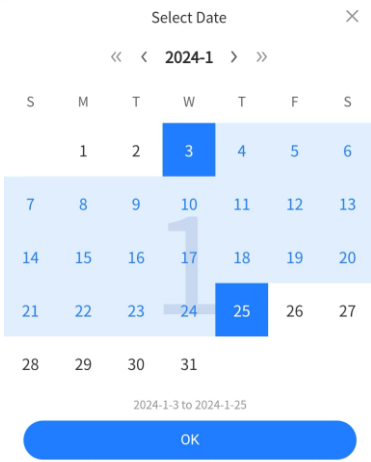 Select Date
2024-1
S M T W T F S
1 2 3 4 5 6
7 8 9 10 11 12 13
14 15 16 17 18 19 20
21 22 23 24 25 26 27
28 29 30 31
1
2024-1-3 to 2024-1-25
OK